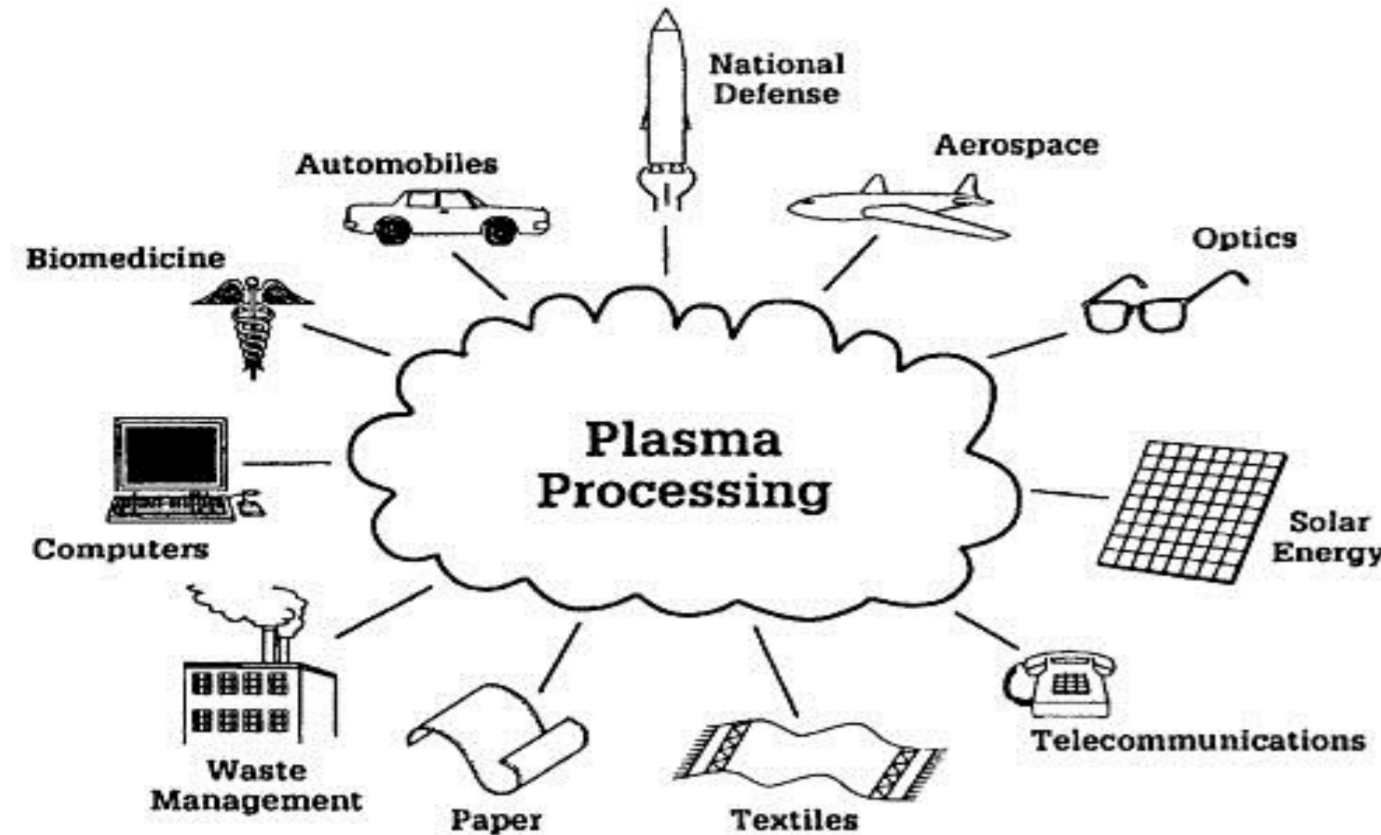 National
Defense
Automobiles
Aerospace
Biomedicine
Optics
Plasma
Processing
Computers
Solar
Energy
Waste
Management
Paper
Textiles
Telecommunications